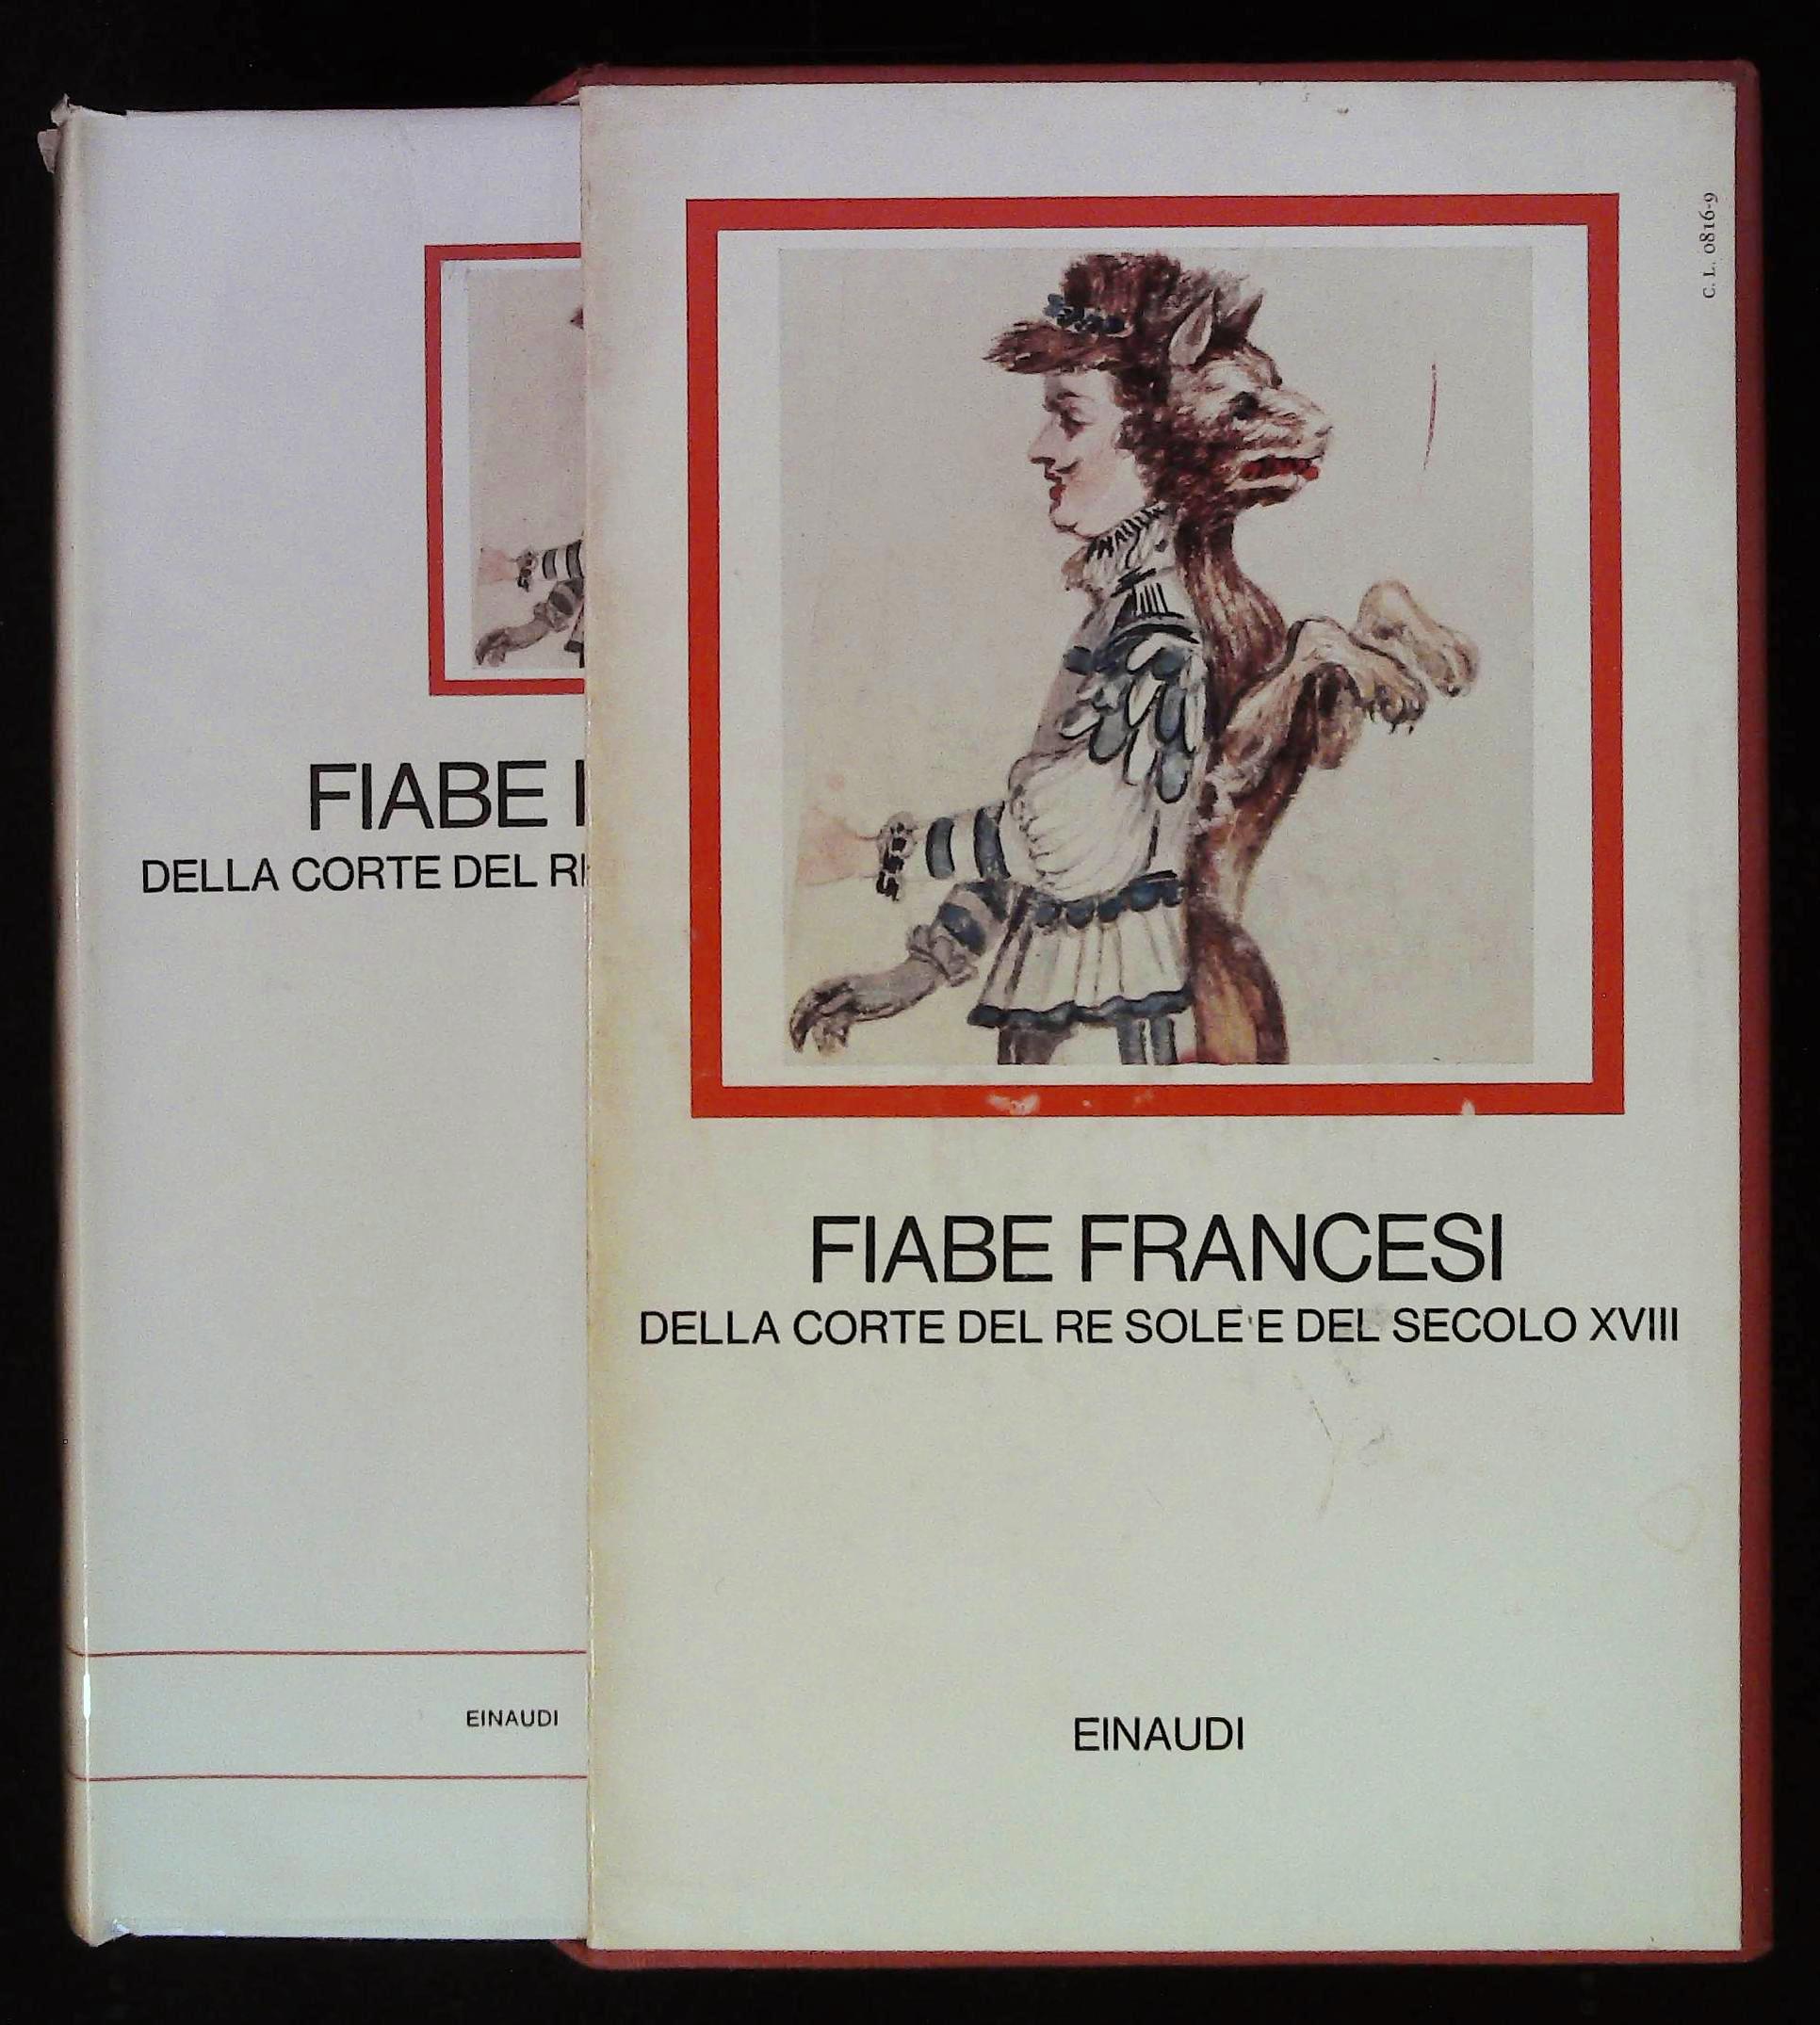 FIABE
DELLA CORTE DEL
EINAUDI
C. L. 0816-9
FIABE FRANCESI
DELLA CORTE DEL RE SOLE E DEL SECOLO XVIII
EINAUDI